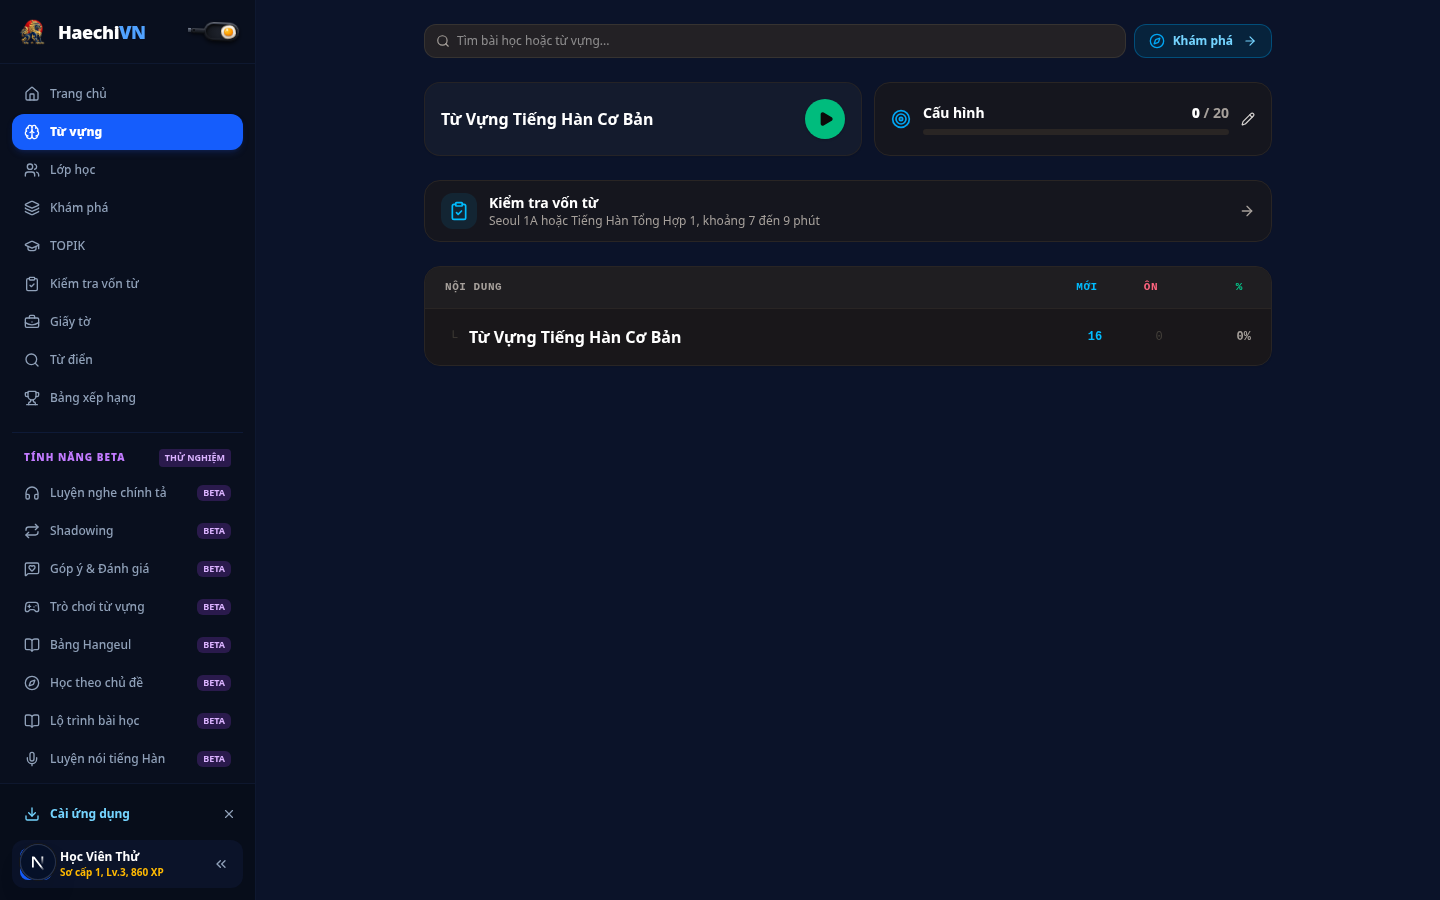 HaechiVN
Trang chủ
Từ vựng
Lớp học
Khám phá
TOPIK
Kiểm tra vốn từ
Giấy tờ
Từ điển
Bảng xếp hạng
TÍNH NĂNG BETA THỬ NGHIỆM
Luyện nghe chính tả BETA
Shadowing BETA
Góp ý & Đánh giá BETA
Trò chơi từ vựng BETA
Bảng Hangeul BETA
Học theo chủ đề BETA
Lộ trình bài học BETA
Luyện nói tiếng Hàn BETA
Cài ứng dụng
N
Học Viên Thử
Sơ cấp 1, Lv.3, 860 XP
Tìm bài học hoặc từ vựng...
Khám phá
Từ Vựng Tiếng Hàn Cơ Bản
Cấu hình 0 / 20
Kiểm tra vốn từ
Seoul 1A hoặc Tiếng Hàn Tổng Hợp 1, khoảng 7 đến 9 phút
NỘI DUNG MỚI ÔN %
Từ Vựng Tiếng Hàn Cơ Bản 16 0 0%